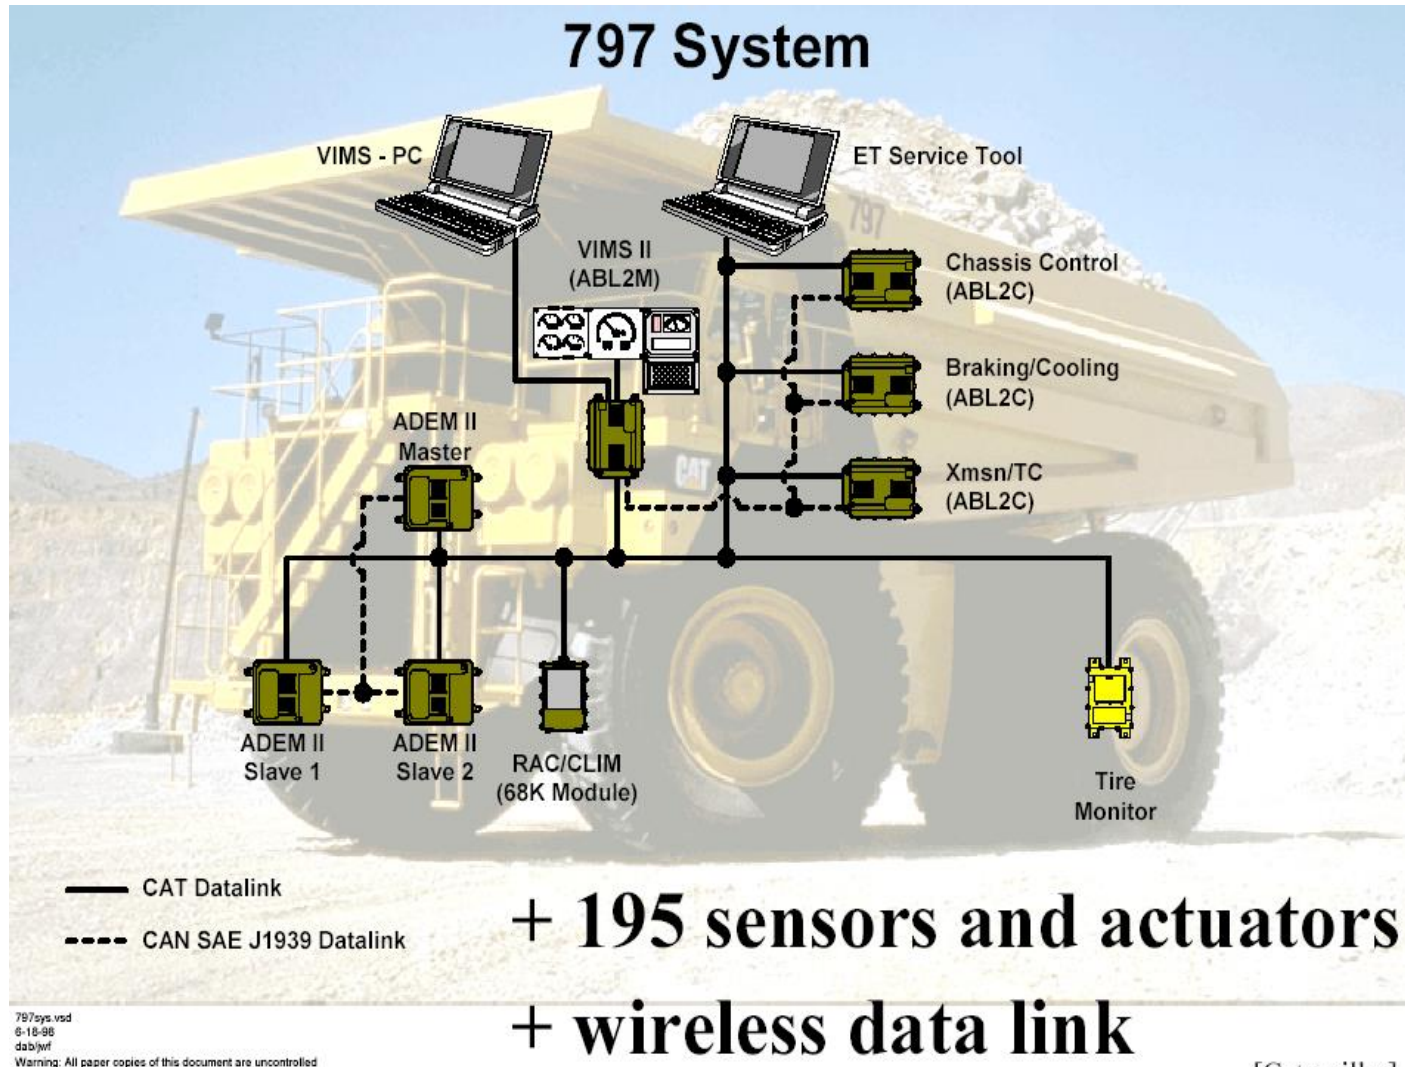 797 System
VIMS - PC
ET Service Tool
797
VIMS II
(ABL2M)
Chassis Control
(ABL2C)
Braking/Cooling
(ABL2C)
ADEM II
Master
CAT
Xmsn/TC
(ABL2C)
ADEM II
Slave 1
ADEM II
Slave 2
RAC/CLIM
(68K Module)
Tire
Monitor
CAT Datalink
CAN SAE J1939 Datalink
+ 195 sensors and actuators
+ wireless data link
797sys.vsd
6-18-98
dab/jwf
Warning: All paper copies of this document are uncontrolled